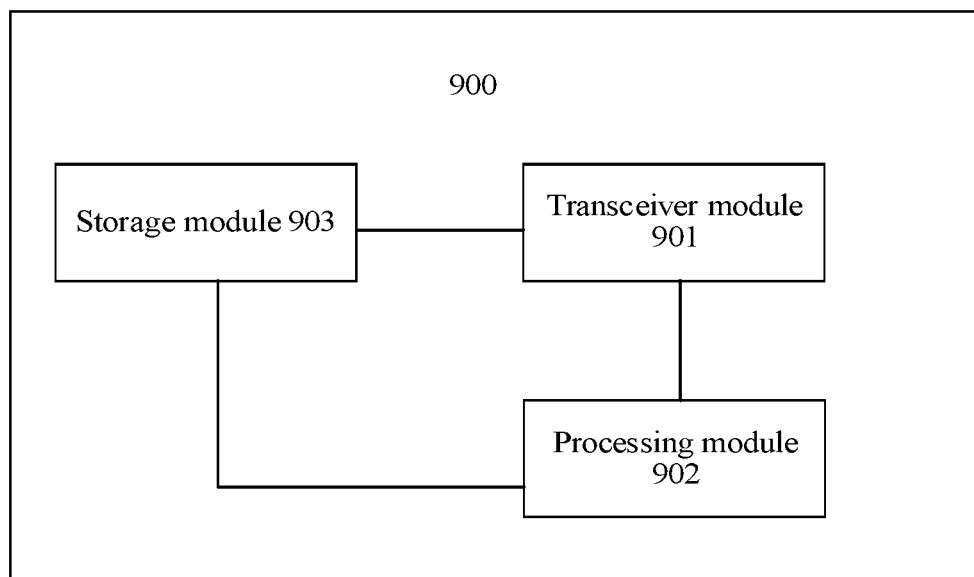 900
Storage module 903
Transceiver module
901
Processing module
902